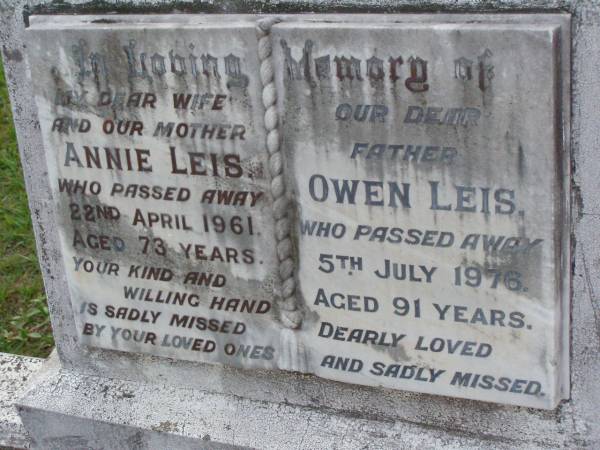 In Loving Memory of
MY DEAR WIFE
AND OUR MOTHER
ANNIE LEIS.
WHO PASSED AWAY
22ND APRIL 1961.
AGED 73 YEARS.
YOUR KIND AND
WILLING HAND
IS SADLY MISSED
BY YOUR LOVED ONES
OUR DEAR
FATHER
OWEN LEIS.
WHO PASSED AWAY
5TH JULY 1976.
AGED 91 YEARS.
DEARLY LOVED
AND SADLY MISSED.